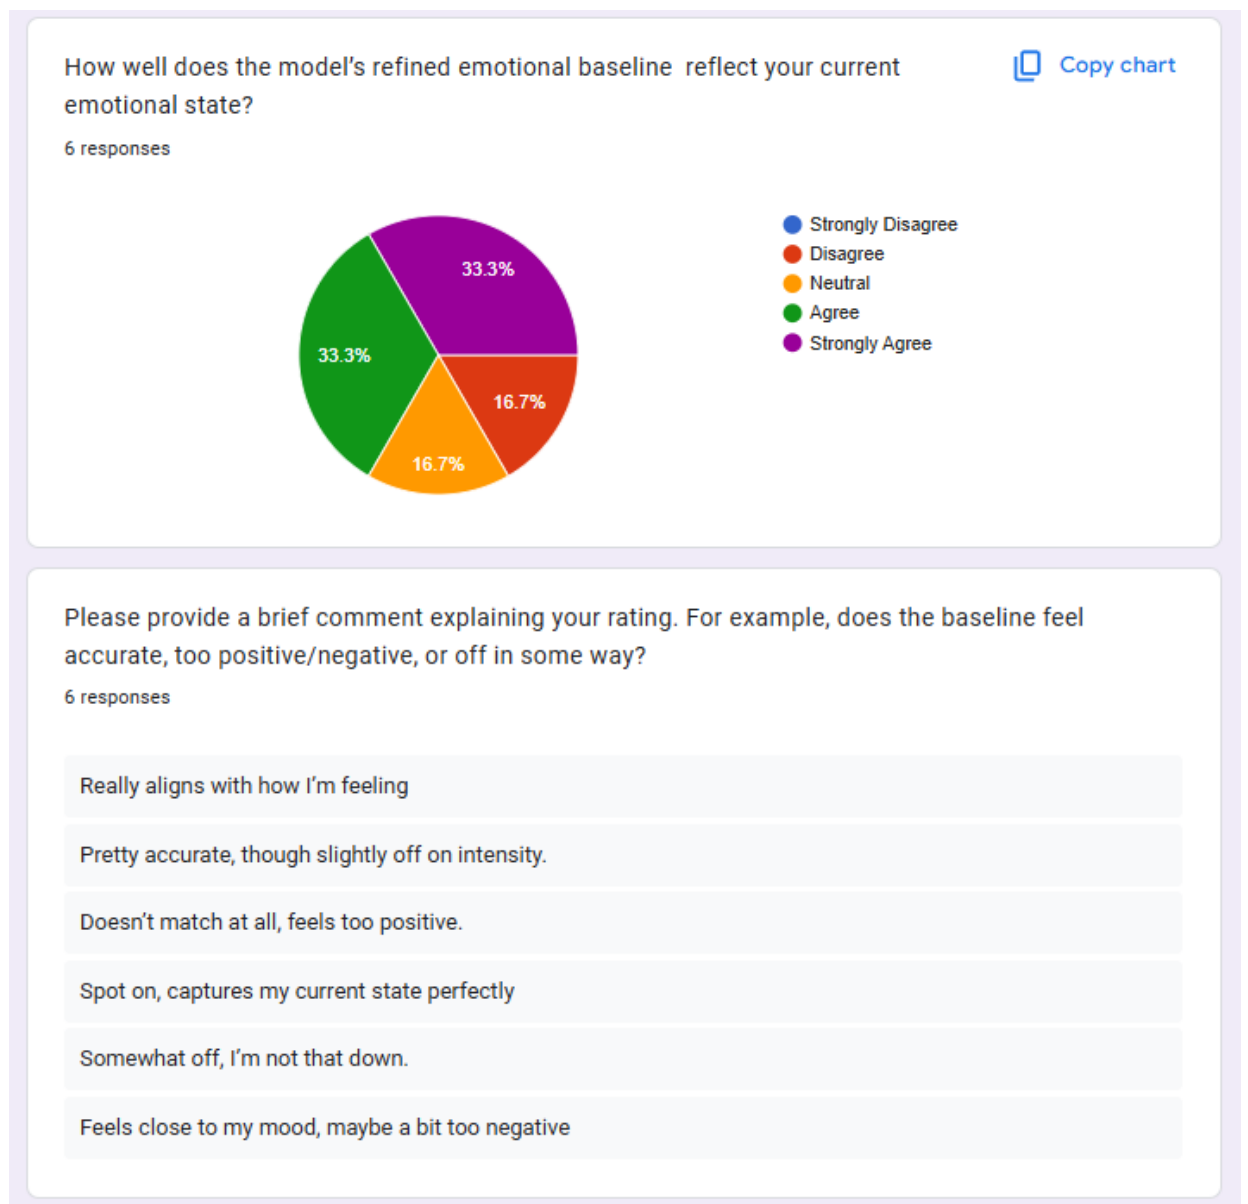 How well does the model’s refined emotional baseline  reflect your current
emotional state?
Copy chart
6 responses
33.3%
33.3%
16.7%
16.7%
Strongly Disagree
Disagree
Neutral
Agree
Strongly Agree
Please provide a brief comment explaining your rating. For example, does the baseline feel
accurate, too positive/negative, or off in some way?
6 responses
Really aligns with how I’m feeling
Pretty accurate, though slightly off on intensity.
Doesn’t match at all, feels too positive.
Spot on, captures my current state perfectly
Somewhat off, I’m not that down.
Feels close to my mood, maybe a bit too negative